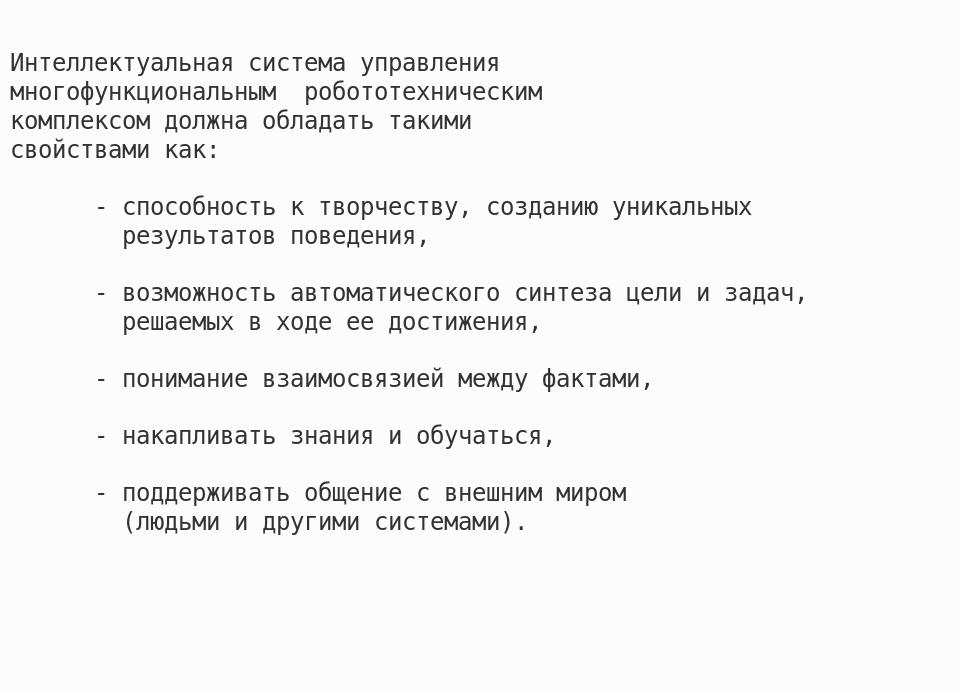 Интеллектуальная система управления
многофункциональным  робототехническим
комплексом должна обладать такими
свойствами как:
- способность к творчеству, созданию уникальных
результатов поведения,
- возможность автоматического синтеза цели и задач,
решаемых в ходе ее достижения,
- понимание взаимосвязией между фактами,
- накапливать знания и обучаться,
- поддерживать общение с внешним миром
(людьми и другими системами).